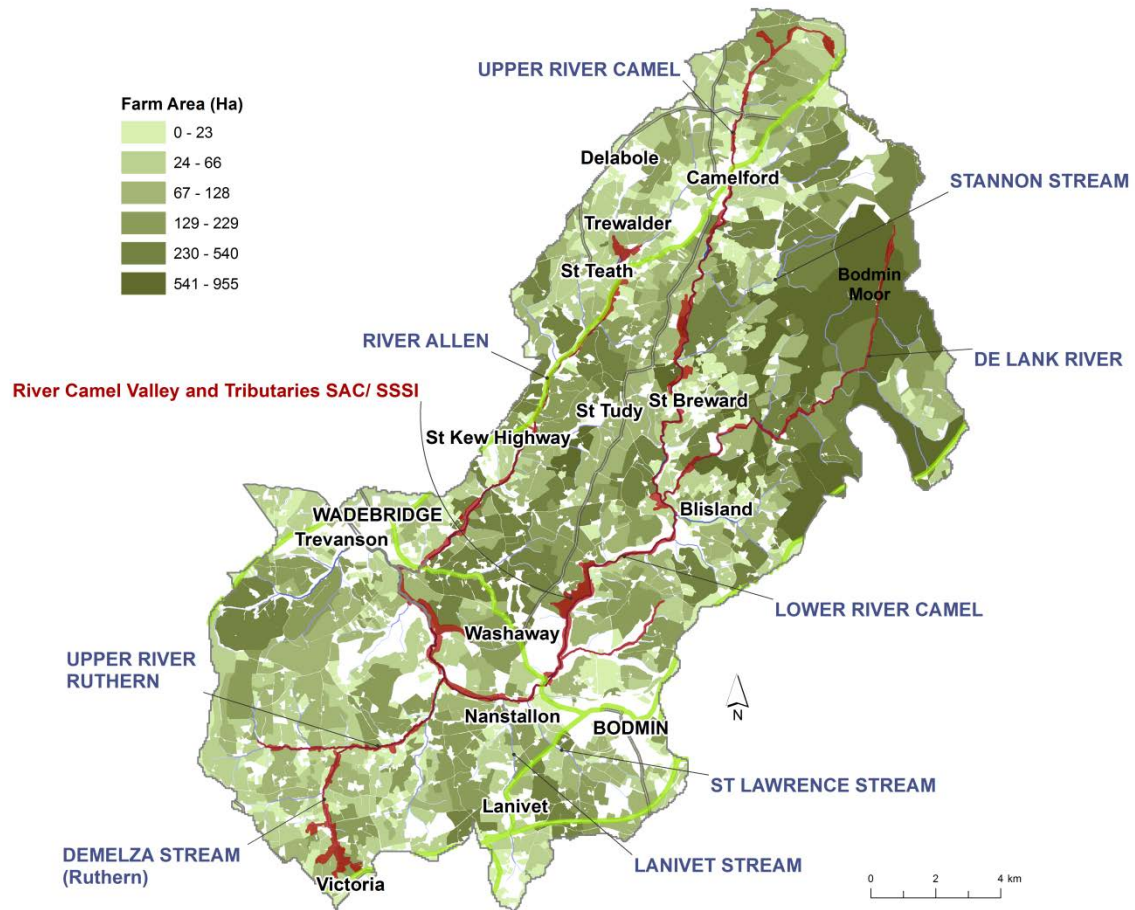 UPPER RIVER CAMEL
Farm Area (Ha)
0 - 23
24 - 66
67 - 128
129 - 229
230 - 540
541 - 955
Delabole
Camelford
STANNON STREAM
Trewalder
St Teath
Bodmin
Moor
RIVER ALLEN
DE LANK RIVER
River Camel Valley and Tributaries SAC/ SSSI
St Breward
St Tudy
St Kew Highway
Blisland
WADEBRIDGE
Trevanson
LOWER RIVER CAMEL
Washaway
UPPER RIVER
RUTHERN
N
Nanstallon
BODMIN
ST LAWRENCE STREAM
Lanivet
DEMELZA STREAM
(Ruthern)
LANIVET STREAM
Victoria
0 2 4 km